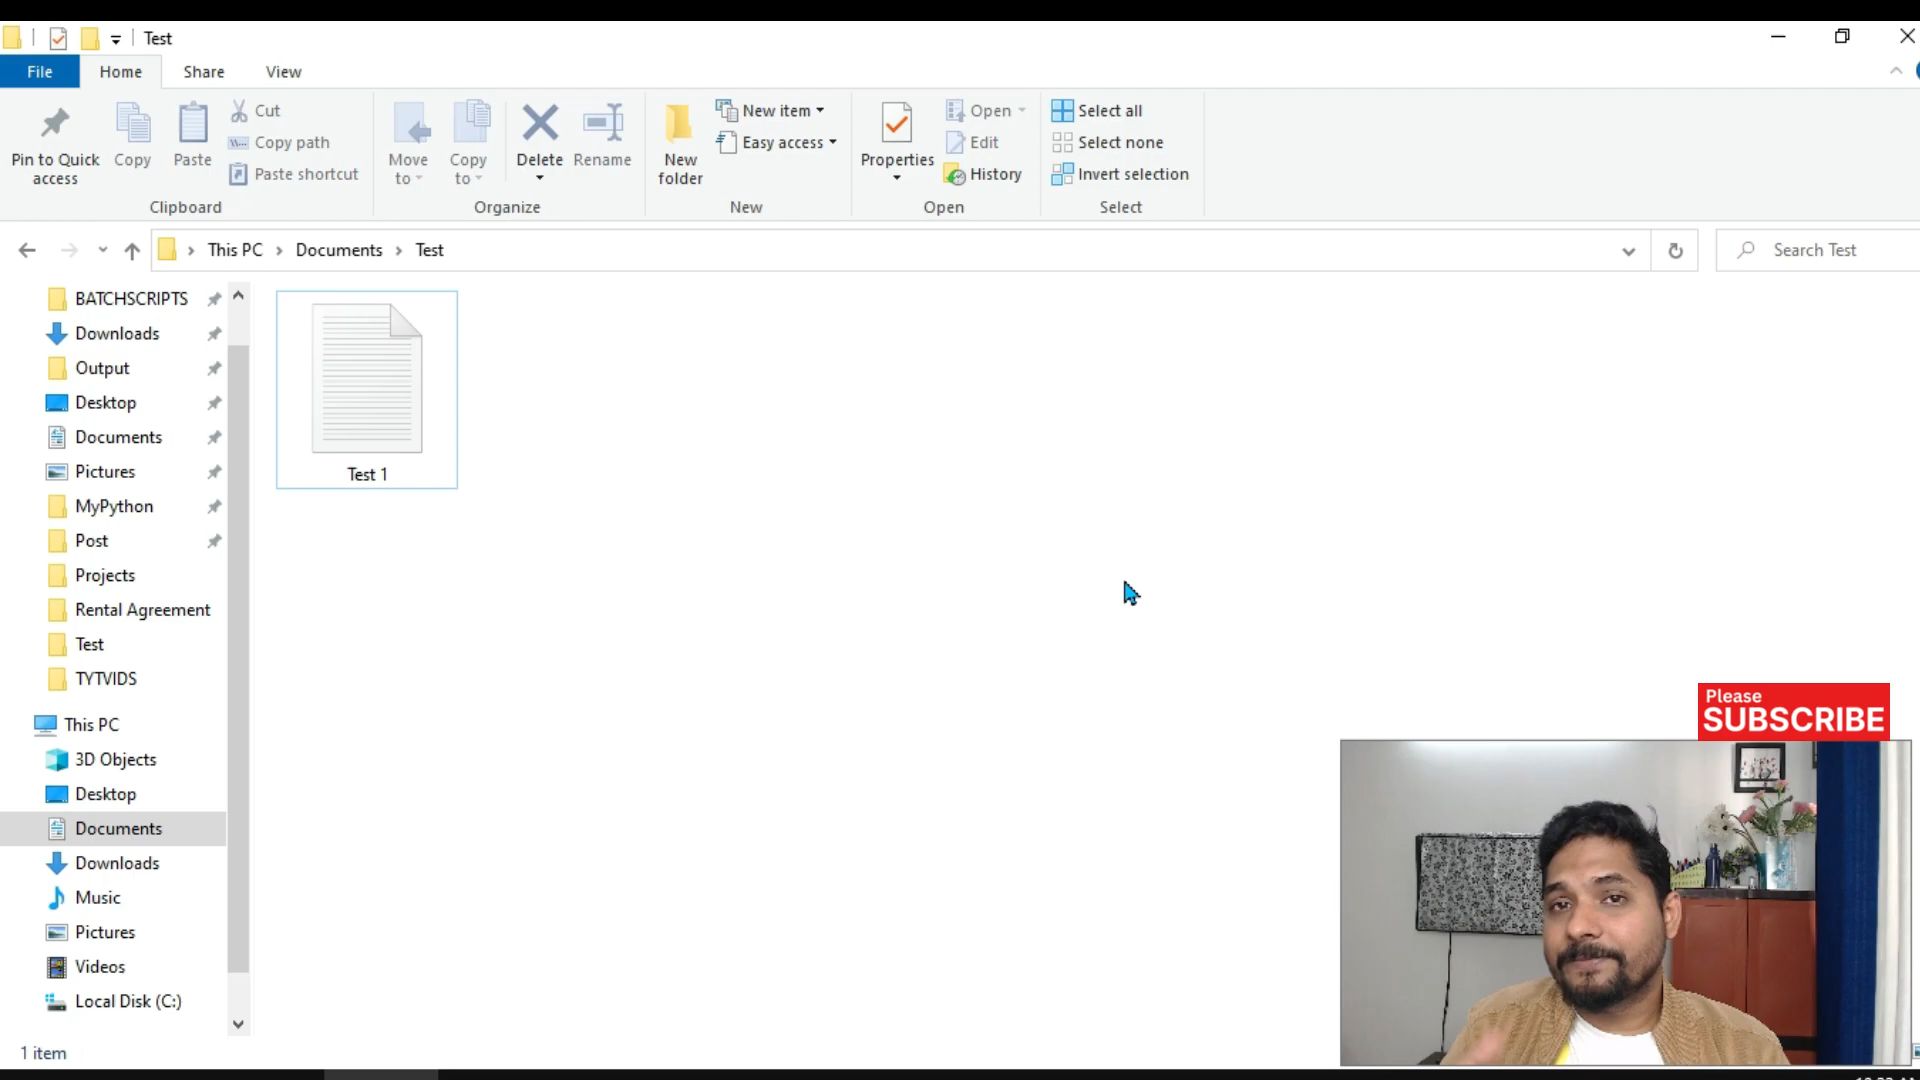 Test
File
Home
Share
View
Pin to Quick
access
Copy
Paste
Cut
Copy path
Paste shortcut
Clipboard
Move
to
Copy
to
Delete
Rename
Organize
New
folder
New item
Easy access
New
Properties
Open
Edit
History
Open
Select all
Select none
Invert selection
Select
This PC > Documents > Test
Search Test
BATCHSCRIPTS
Downloads
Output
Desktop
Documents
Pictures
MyPython
Post
Projects
Rental Agreement
Test
TYTVIDS
This PC
3D Objects
Desktop
Documents
Downloads
Music
Pictures
Videos
Local Disk (C:)
Test 1
Please
SUBSCRIBE
1 item